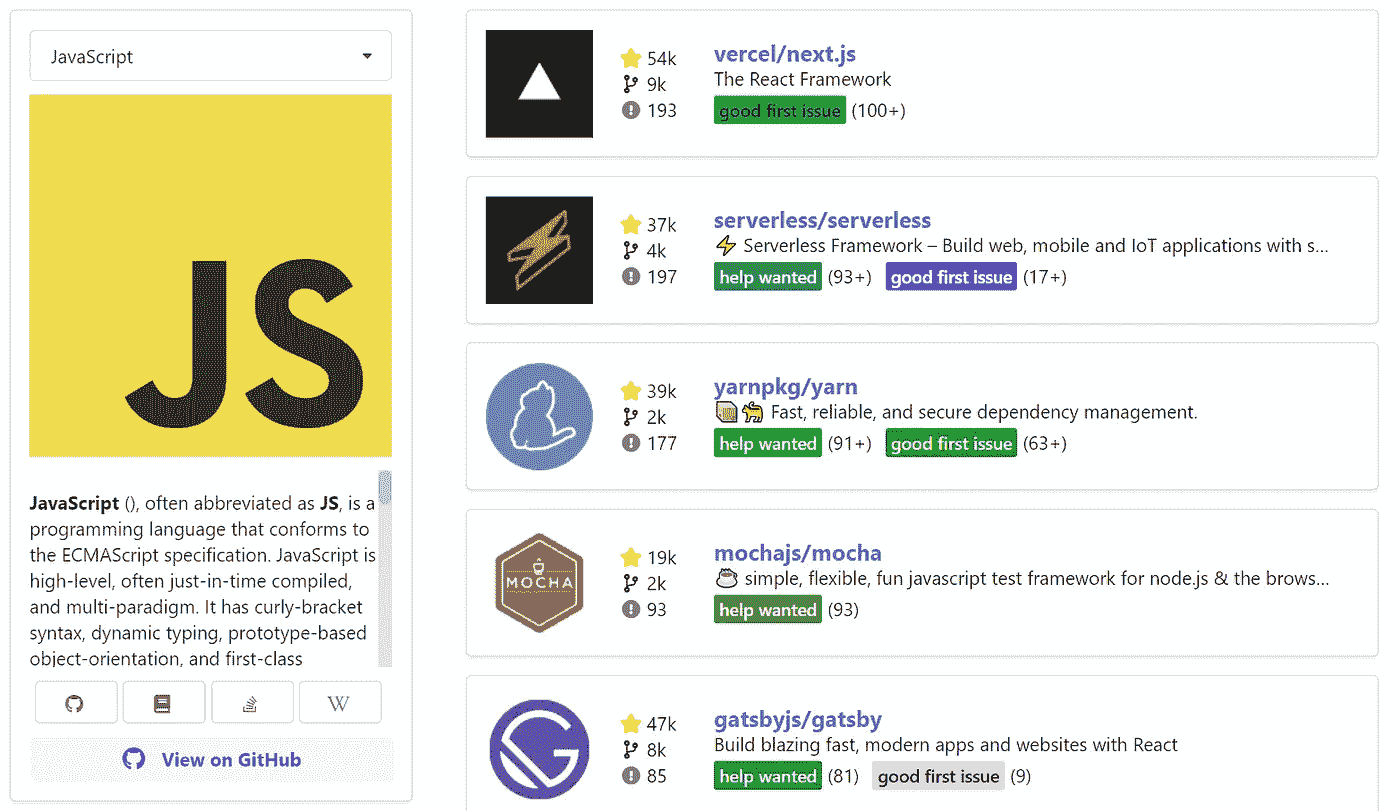 JavaScript
JS
JavaScript (), often abbreviated as JS, is a
programming language that conforms to
the ECMAScript specification. JavaScript is
high-level, often just-in-time compiled,
and multi-paradigm. It has curly-bracket
syntax, dynamic typing, prototype-based
object-orientation, and first-class
W
View on GitHub
54k
9k
193
vercel/next.js
The React Framework
good first issue (100+)
37k
4k
197
serverless/serverless
⚡ Serverless Framework – Build web, mobile and IoT applications with s...
help wanted (93+) good first issue (17+)
39k
2k
177
yarnpkg/yarn
Fast, reliable, and secure dependency management.
help wanted (91+) good first issue (63+)
MOCHA
19k
2k
93
mochajs/mocha
☕ simple, flexible, fun javascript test framework for node.js & the brows...
help wanted (93)
47k
8k
85
gatsbyjs/gatsby
Build blazing fast, modern apps and websites with React
help wanted (81) good first issue (9)